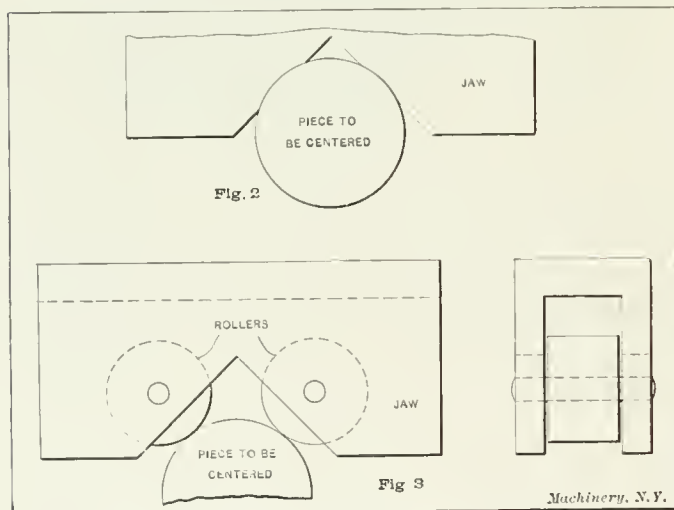 JAW
PIECE TO
BE CENTERED
Fig. 2
ROLLERS
JAW
PIECE TO BE
CENTERED
Fig 3
Machinery, N.Y.